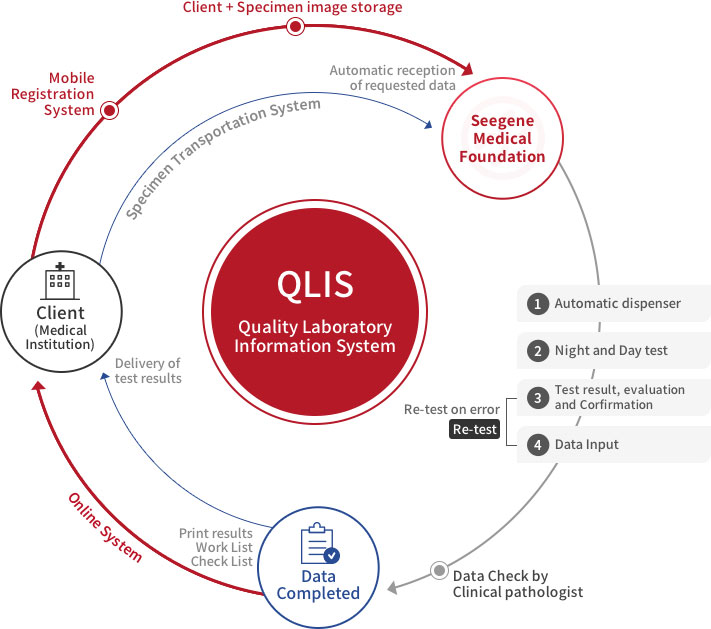 Client + Specimen image storage
Mobile
Registration
System
Automatic reception
of requested data
Specimen Transportation System
Seegene
Medical
Foundation
QLIS
Quality Laboratory
Information System
Client
(Medical
Institution)
1 Automatic dispenser
2 Night and Day test
3 Test result, evaluation
and Corfirmation
4 Data Input
Re-test on error
Re-test
Delivery of
test results
Online System
Print results
Work List
Check List
Data
Completed
Data Check by
Clinical pathologist